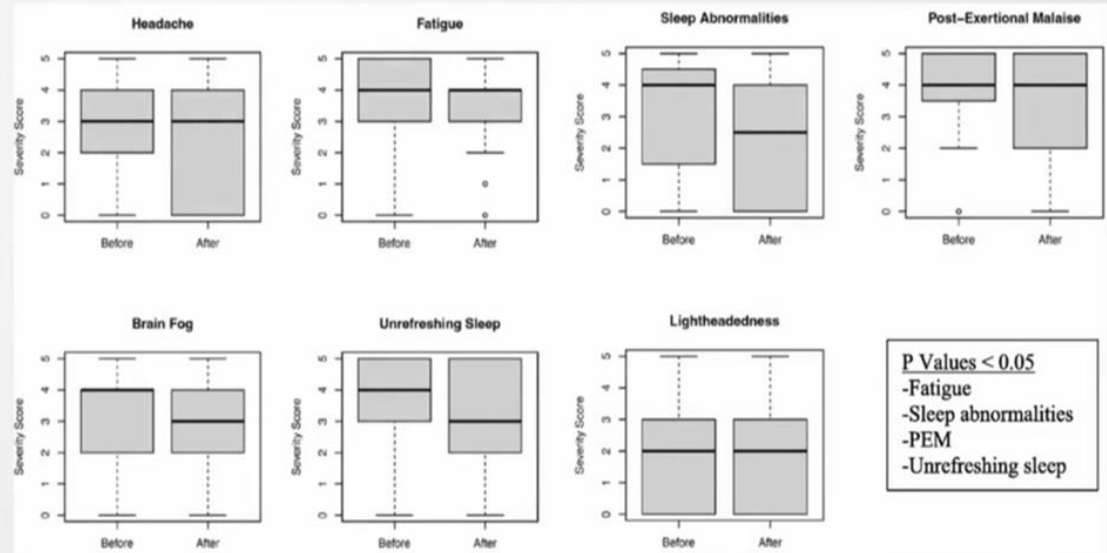 Headache
Fatigue
Sleep Abnormalities
Post-Exertional Malaise
Severity Score
5
4
3
2
1
0
Before
After
Severity Score
5
4
3
2
1
0
Before
After
Severity Score
5
4
3
2
1
0
Before
After
Severity Score
5
4
3
2
1
0
Before
After
Brain Fog
Unrefreshing Sleep
Lightheadedness
Severity Score
5
4
3
2
1
0
Before
After
Severity Score
5
4
3
2
1
0
Before
After
Severity Score
5
4
3
2
1
0
Before
After
P Values < 0.05
-Fatigue
-Sleep abnormalities
-PEM
-Unrefreshing sleep